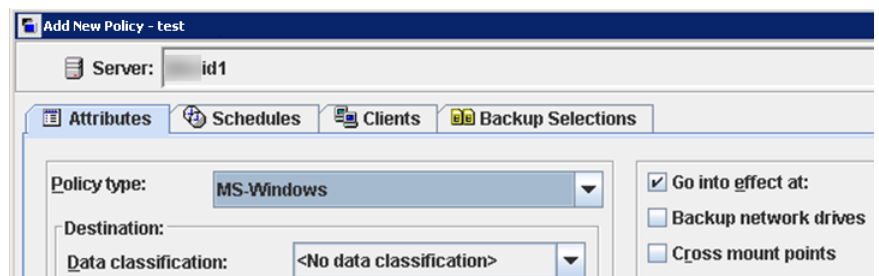 Add New Policy - test
Server: id1
Attributes Schedules Clients Backup Selections
Policy type: MS-Windows Go into effect at:
Backup network drives
Destination:
Data classification: <No data classification> Cross mount points